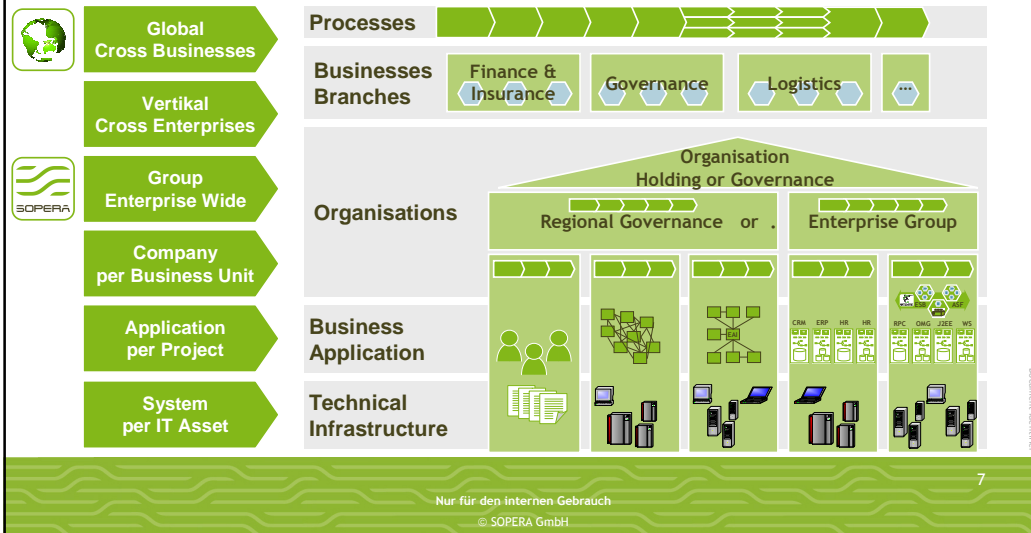 Global
Cross Businesses
Vertikal
Cross Enterprises
Group
Enterprise Wide
SOPERA
Company
per Business Unit
Application
per Project
System
per IT Asset
Processes
Businesses
Branches
Finance &
Insurance
Governance
Logistics
...
Organisations
Organisation
Holding or Governance
Regional Governance or .
Enterprise Group
Business
Application
EAI
CRM ERP HR HR
ESB ASF
RPC OMG J2EE WS
Technical
Infrastructure
7
Nur für den internen Gebrauch
© SOPERA GmbH